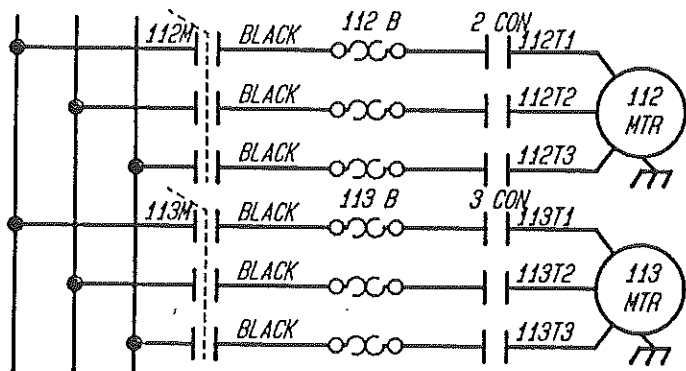 112M BLACK 112 B 2 CON 112T1
BLACK 112T2
112
MTR
BLACK 112T3
113M BLACK 113 B 3 CON 113T1
BLACK 113T2
113
MTR
BLACK 113T3